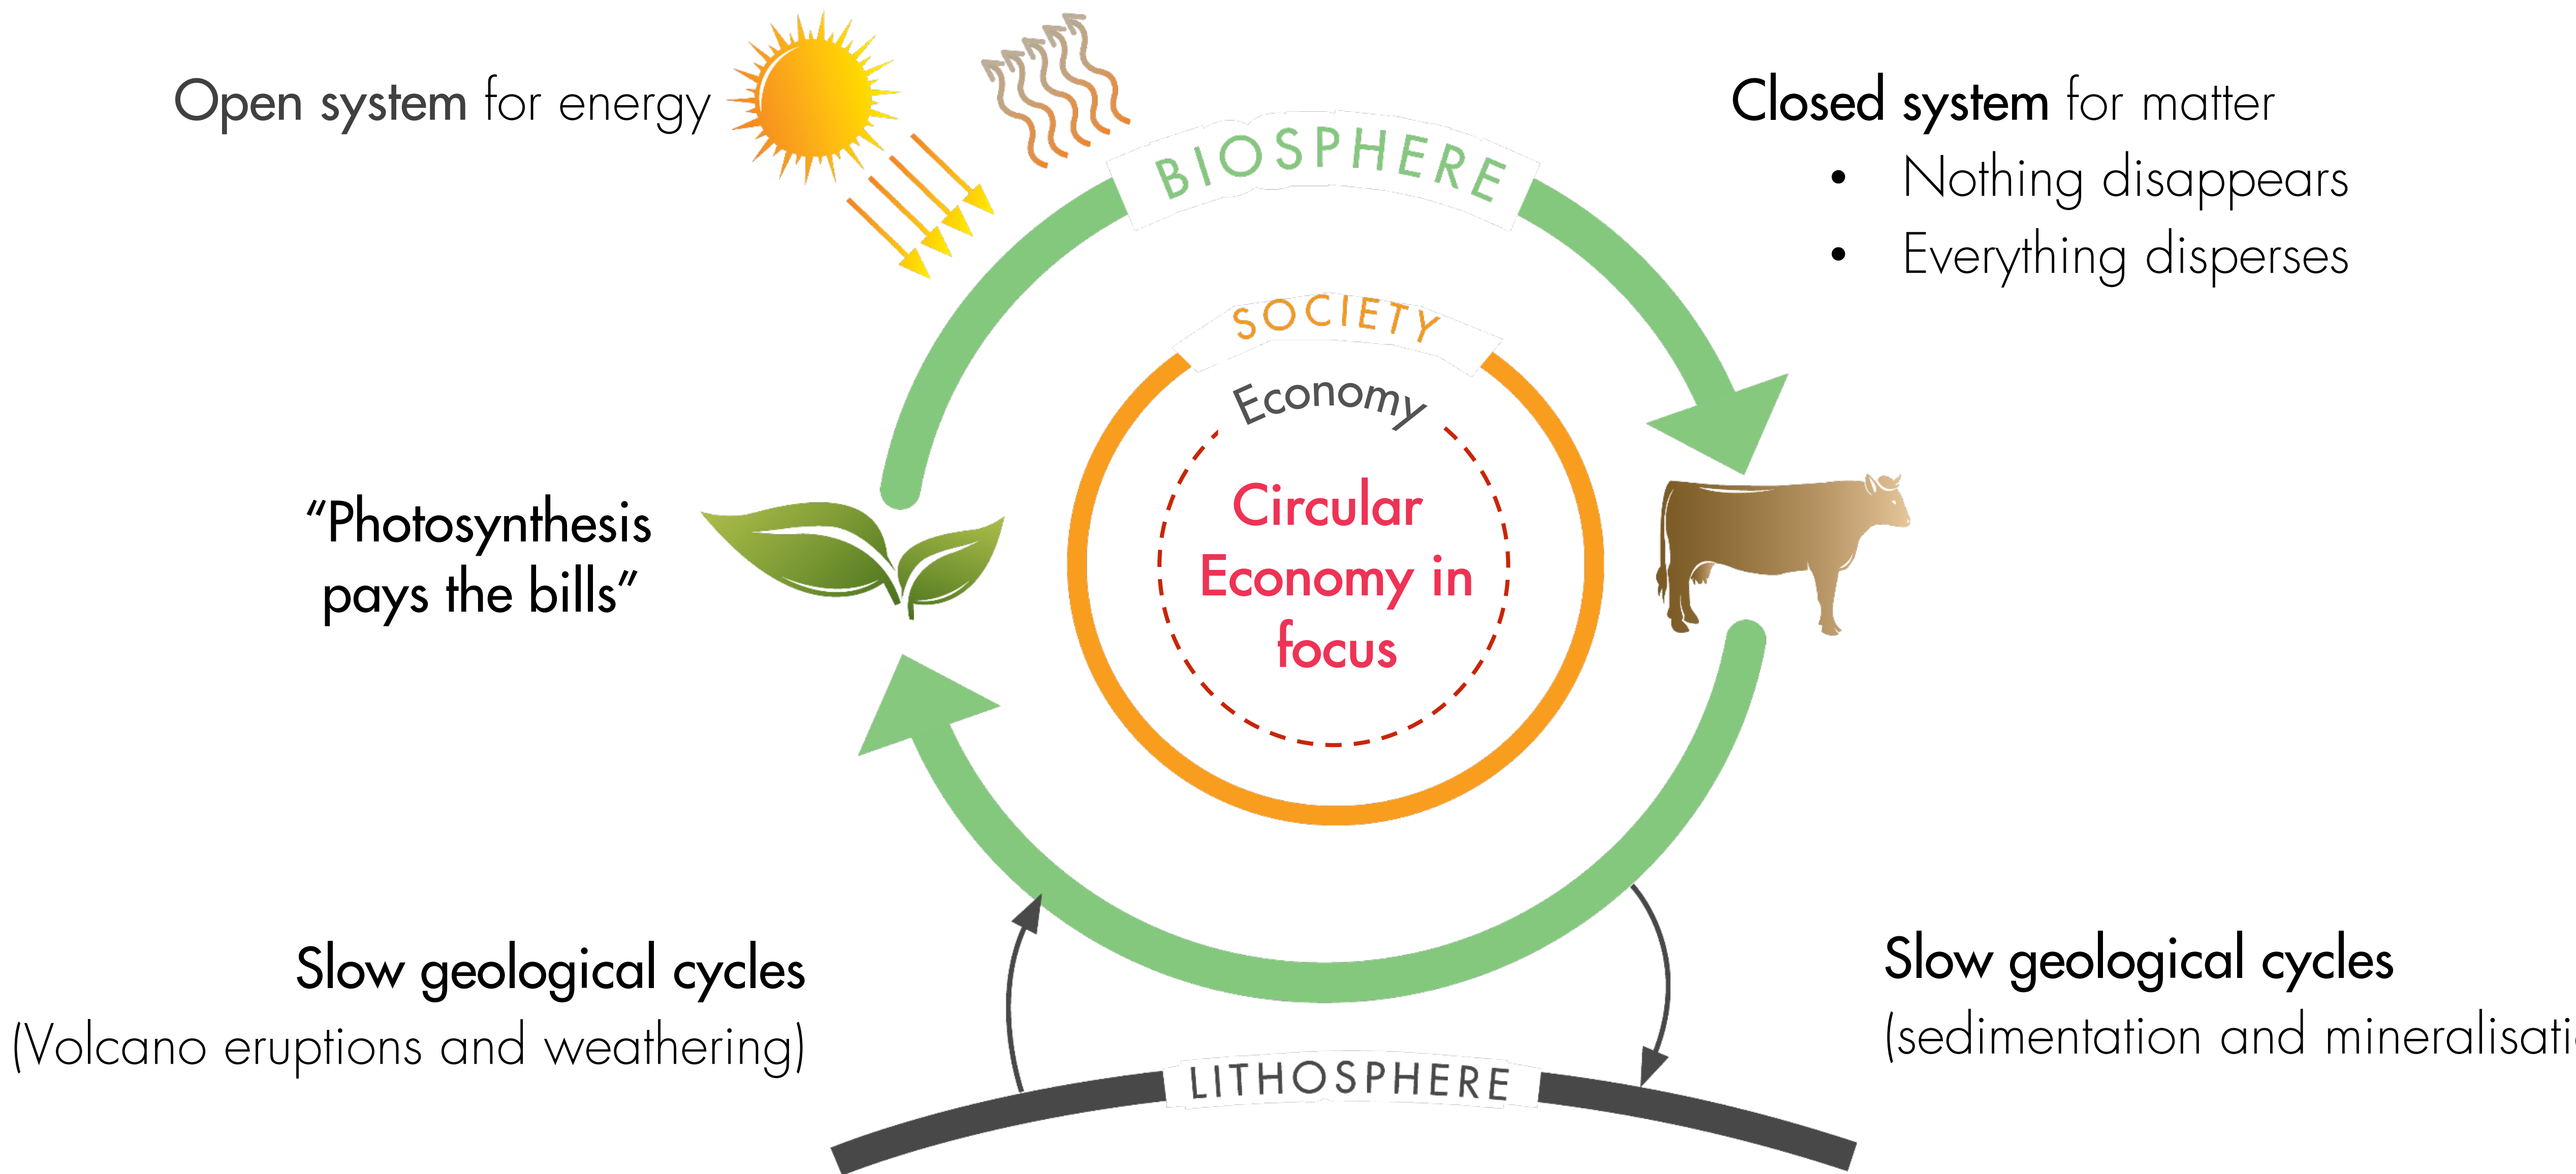 Open system for energy
Closed system for matter
• Nothing disappears
• Everything disperses
BIOSPHERE
SOCIETY
Economy
Circular
Economy in
focus
“Photosynthesis
pays the bills”
Slow geological cycles
(Volcano eruptions and weathering)
Slow geological cycles
(sedimentation and
LITHOSPHERE